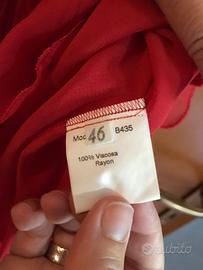 Mod. 46 B435
100% Viscosa
Rayon
subito